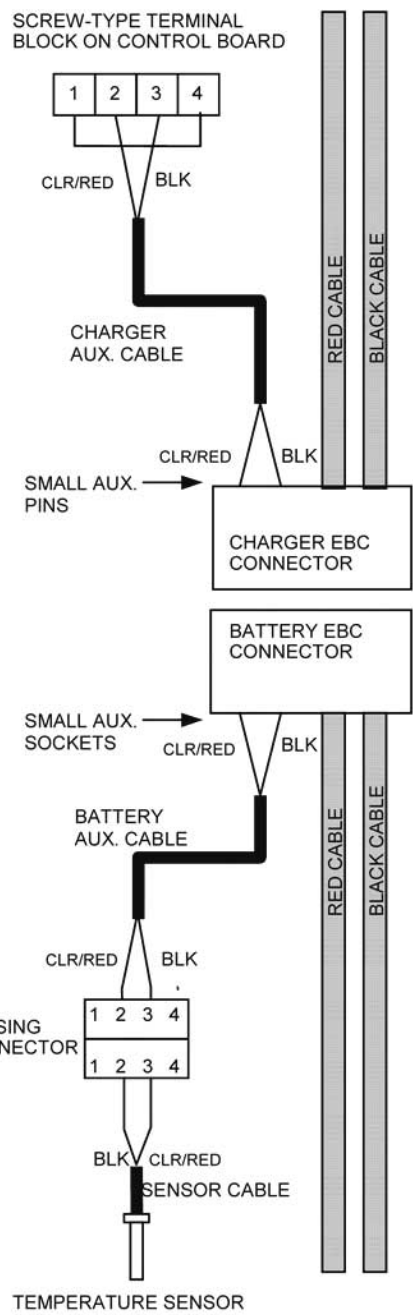 SCREW-TYPE TERMINAL
BLOCK ON CONTROL BOARD
1 2 3 4
CLR/RED BLK
CHARGER
AUX. CABLE
RED CABLE
BLACK CABLE
CLR/RED BLK
SMALL AUX.
PINS
CHARGER EBC
CONNECTOR
BATTERY EBC
CONNECTOR
SMALL AUX.
SOCKETS
CLR/RED BLK
BATTERY
AUX. CABLE
RED CABLE
BLACK CABLE
CLR/RED BLK
1 2 3 4
SING
NECTOR
1 2 3 4
BLK CLR/RED
SENSOR CABLE
TEMPERATURE SENSOR